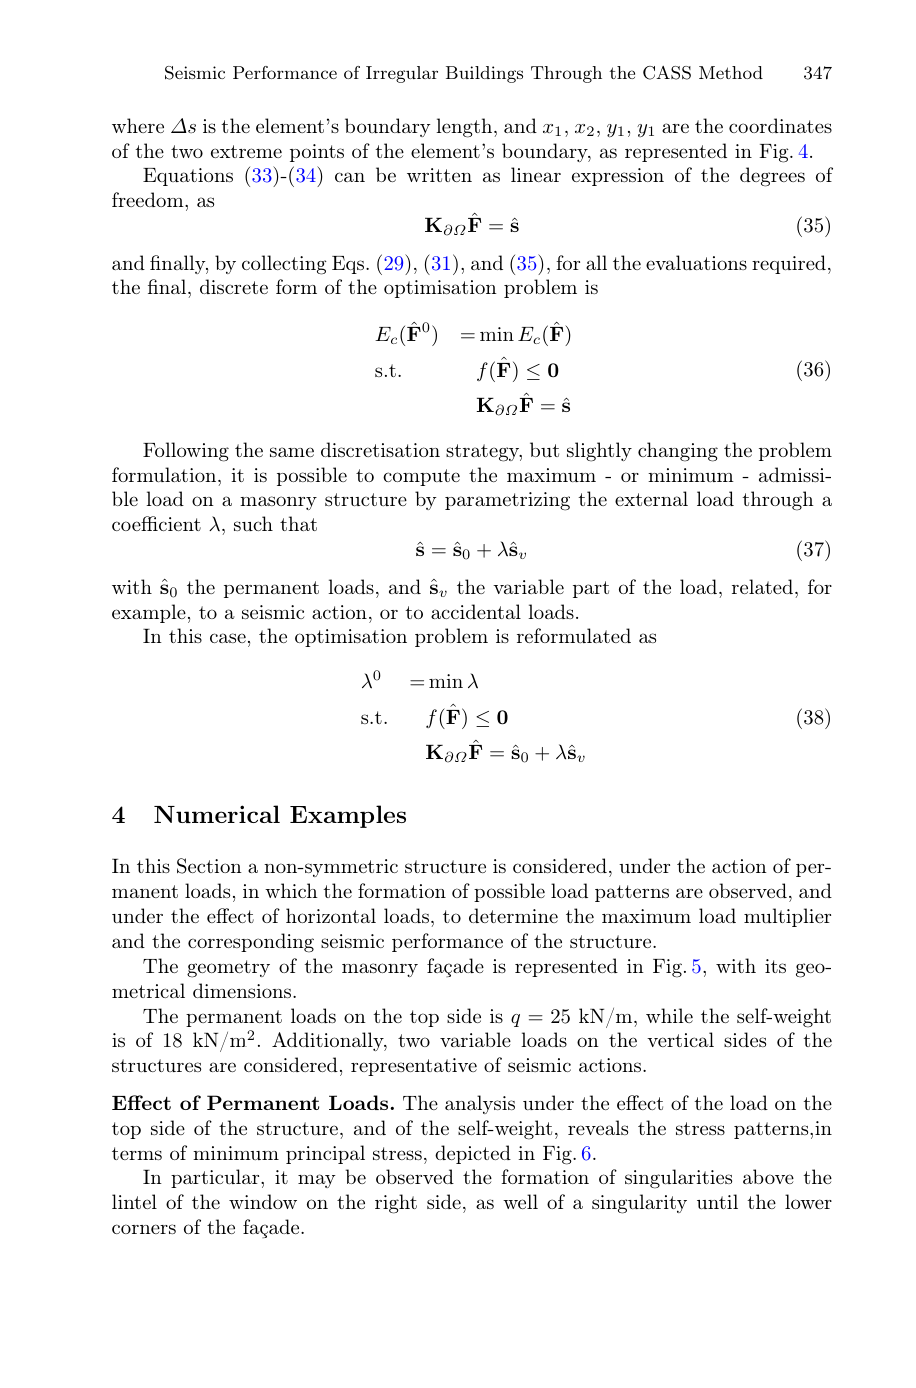 Seismic Performance of Irregular Buildings Through the CASS Method 347
where Δs is the element's boundary length, and x₁, x₂, y₁, y₁ are the coordinates
of the two extreme points of the element's boundary, as represented in Fig. 4.
Equations (33)-(34) can be written as linear expression of the degrees of
freedom, as
K∂Ω F̂ = ŝ (35)
and finally, by collecting Eqs. (29), (31), and (35), for all the evaluations required,
the final, discrete form of the optimisation problem is
E_c(F̂⁰) = min E_c(F̂)
s.t. f(F̂) ≤ 0 (36)
K∂Ω F̂ = ŝ
Following the same discretisation strategy, but slightly changing the problem
formulation, it is possible to compute the maximum - or minimum - admissi-
ble load on a masonry structure by parametrizing the external load through a
coefficient λ, such that
ŝ = ŝ₀ + λŝᵥ (37)
with ŝ₀ the permanent loads, and ŝᵥ the variable part of the load, related, for
example, to a seismic action, or to accidental loads.
In this case, the optimisation problem is reformulated as
λ⁰ = min λ
s.t. f(F̂) ≤ 0 (38)
K∂Ω F̂ = ŝ₀ + λŝᵥ
4 Numerical Examples
In this Section a non-symmetric structure is considered, under the action of per-
manent loads, in which the formation of possible load patterns are observed, and
under the effect of horizontal loads, to determine the maximum load multiplier
and the corresponding seismic performance of the structure.
The geometry of the masonry façade is represented in Fig. 5, with its geo-
metrical dimensions.
The permanent loads on the top side is q = 25 kN/m, while the self-weight
is of 18 kN/m². Additionally, two variable loads on the vertical sides of the
structures are considered, representative of seismic actions.
Effect of Permanent Loads. The analysis under the effect of the load on the
top side of the structure, and of the self-weight, reveals the stress patterns,in
terms of minimum principal stress, depicted in Fig. 6.
In particular, it may be observed the formation of singularities above the
lintel of the window on the right side, as well of a singularity until the lower
corners of the façade.